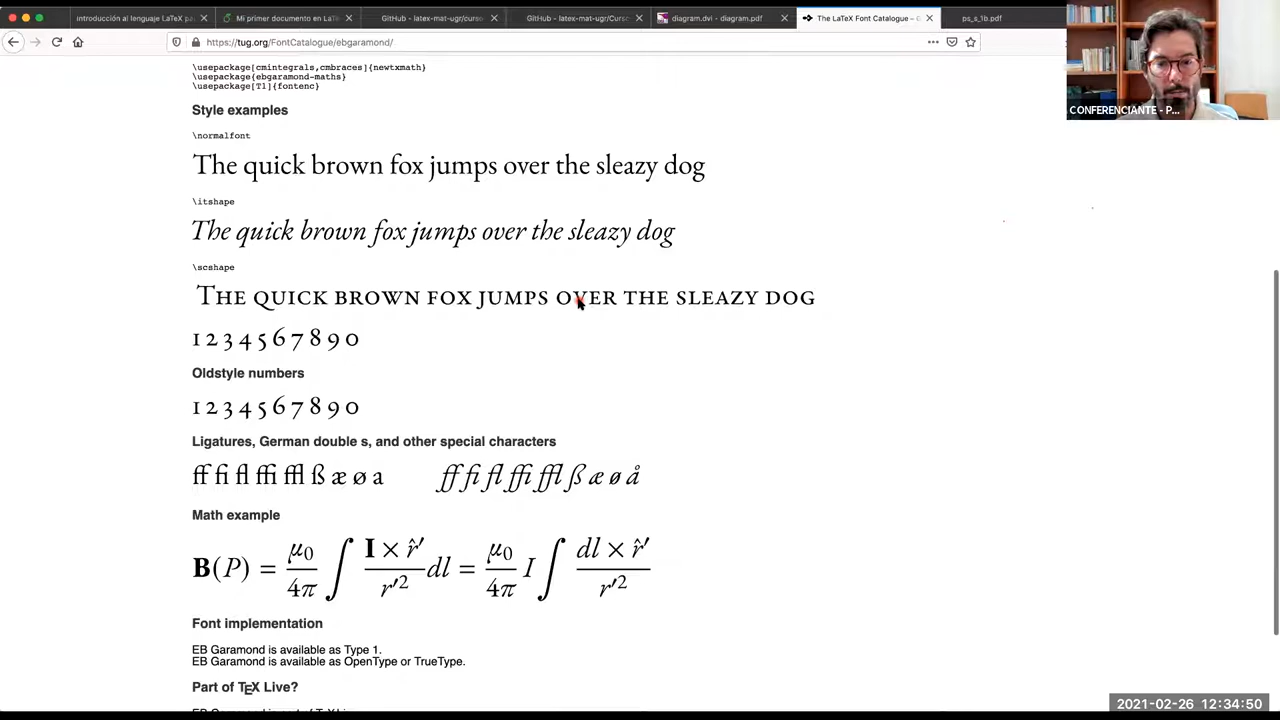 introducción al lenguaje LaTeX pa
Mi primer documento en LaTe
GitHub - latex-mat-ugr/curso
GitHub - latex-mat-ugr/Cursr
diagram.dvi - diagram.pdf
The LaTeX Font Catalogue – G
ps_s_1b.pdf
https://tug.org/FontCatalogue/ebgaramond/
\usepackage[cmintegrals,cmbraces]{newtxmath}
\usepackage{ebgaramond-maths}
\usepackage[T1]{fontenc}
CONFERENCIANTE - P...
Style examples
\normalfont
The quick brown fox jumps over the sleazy dog
\itshape
The quick brown fox jumps over the sleazy dog
\scshape
The quick brown fox jumps over the sleazy dog
1 2 3 4 5 6 7 8 9 0
Oldstyle numbers
1 2 3 4 5 6 7 8 9 0
Ligatures, German double s, and other special characters
ff fi fl ffi ffl ß æ ø a ff fi fl ffi ffl ß æ ø å
Math example
B(P) = μ₀/4π ∫ I × r̂′/r′² dl = μ₀/4π I ∫ dl × r̂′/r′²
Font implementation
EB Garamond is available as Type 1.
EB Garamond is available as OpenType or TrueType.
Part of TEX Live?
2021-02-26 12:34:50